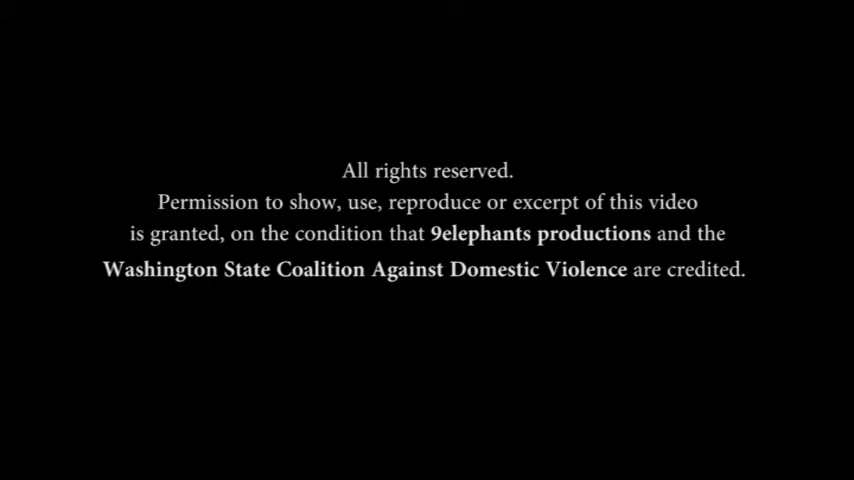 All rights reserved.
Permission to show, use, reproduce or excerpt of this video
is granted, on the condition that 9elephants productions and the
Washington State Coalition Against Domestic Violence are credited.